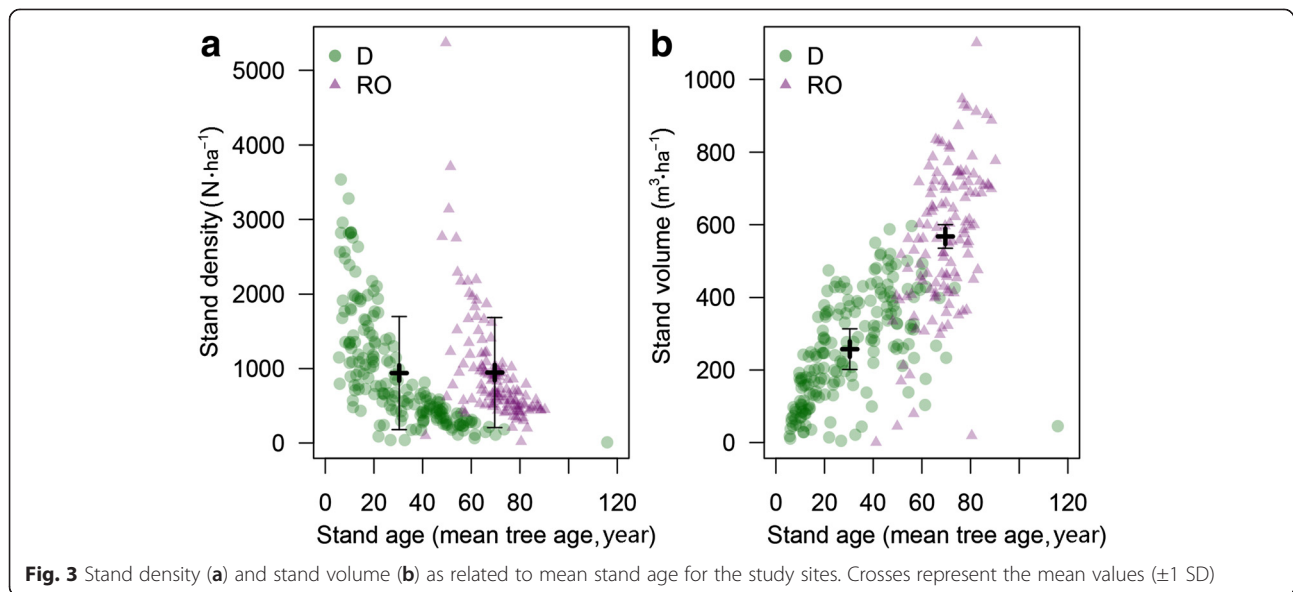 a
D
RO
5000
4000
3000
2000
1000
0
Stand density (N·ha⁻¹)
0 20 40 60 80 120
Stand age (mean tree age, year)
b
D
RO
1000
800
600
400
200
0
Stand volume (m³·ha⁻¹)
0 20 40 60 80 120
Stand age (mean tree age, year)
Fig. 3 Stand density (a) and stand volume (b) as related to mean stand age for the study sites. Crosses represent the mean values (±1 SD)